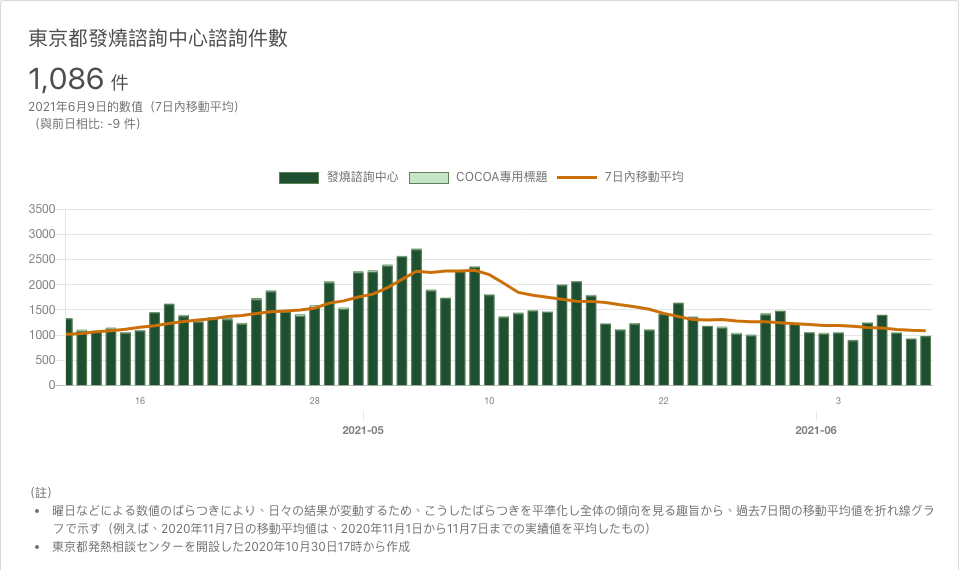 東京都發燒諮詢中心諮詢件數
1,086 件
2021年6月9日的數值（7日內移動平均）
（與前日相比: -9 件）
發燒諮詢中心 COCOA專用標題 7日內移動平均
3500
3000
2500
2000
1500
1000
500
0
16 28 10 22 3
2021-05 2021-06
（註）
• 曜日などによる数値のばらつきにより、日々の結果が変動するため、こうしたばらつきを平準化し全体の傾向を見る趣旨から、過去7日間の移動平均値を折れ線グラ
フで示す（例えば、2020年11月7日の移動平均値は、2020年11月1日から11月7日までの実績値を平均したもの）
• 東京都発熱相談センターを開設した2020年10月30日17時から作成